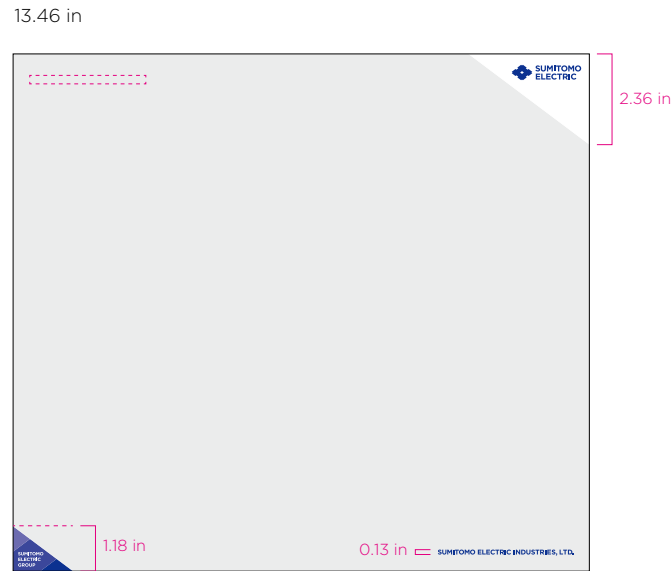 13.46 in
SUMITOMO
ELECTRIC
2.36 in
1.18 in
SUMITOMO
ELECTRIC
GROUP
0.13 in
SUMITOMO ELECTRIC INDUSTRIES, LTD.